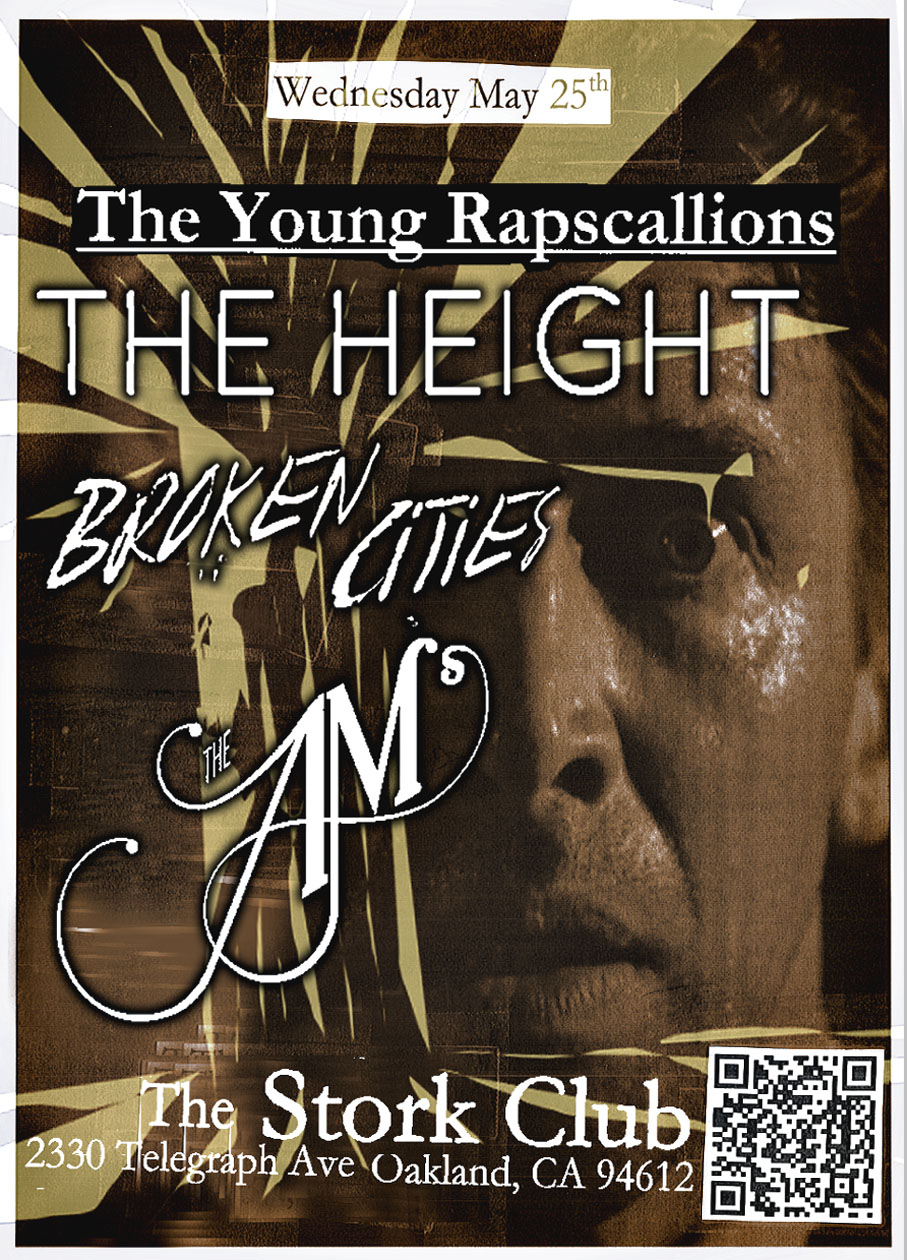 Wednesday May 25th
The Young Rapscallions
THE HEIGHT
BROKEN
CITIES
THE AMs
The Stork Club
2330 Telegraph Ave Oakland, CA 94612